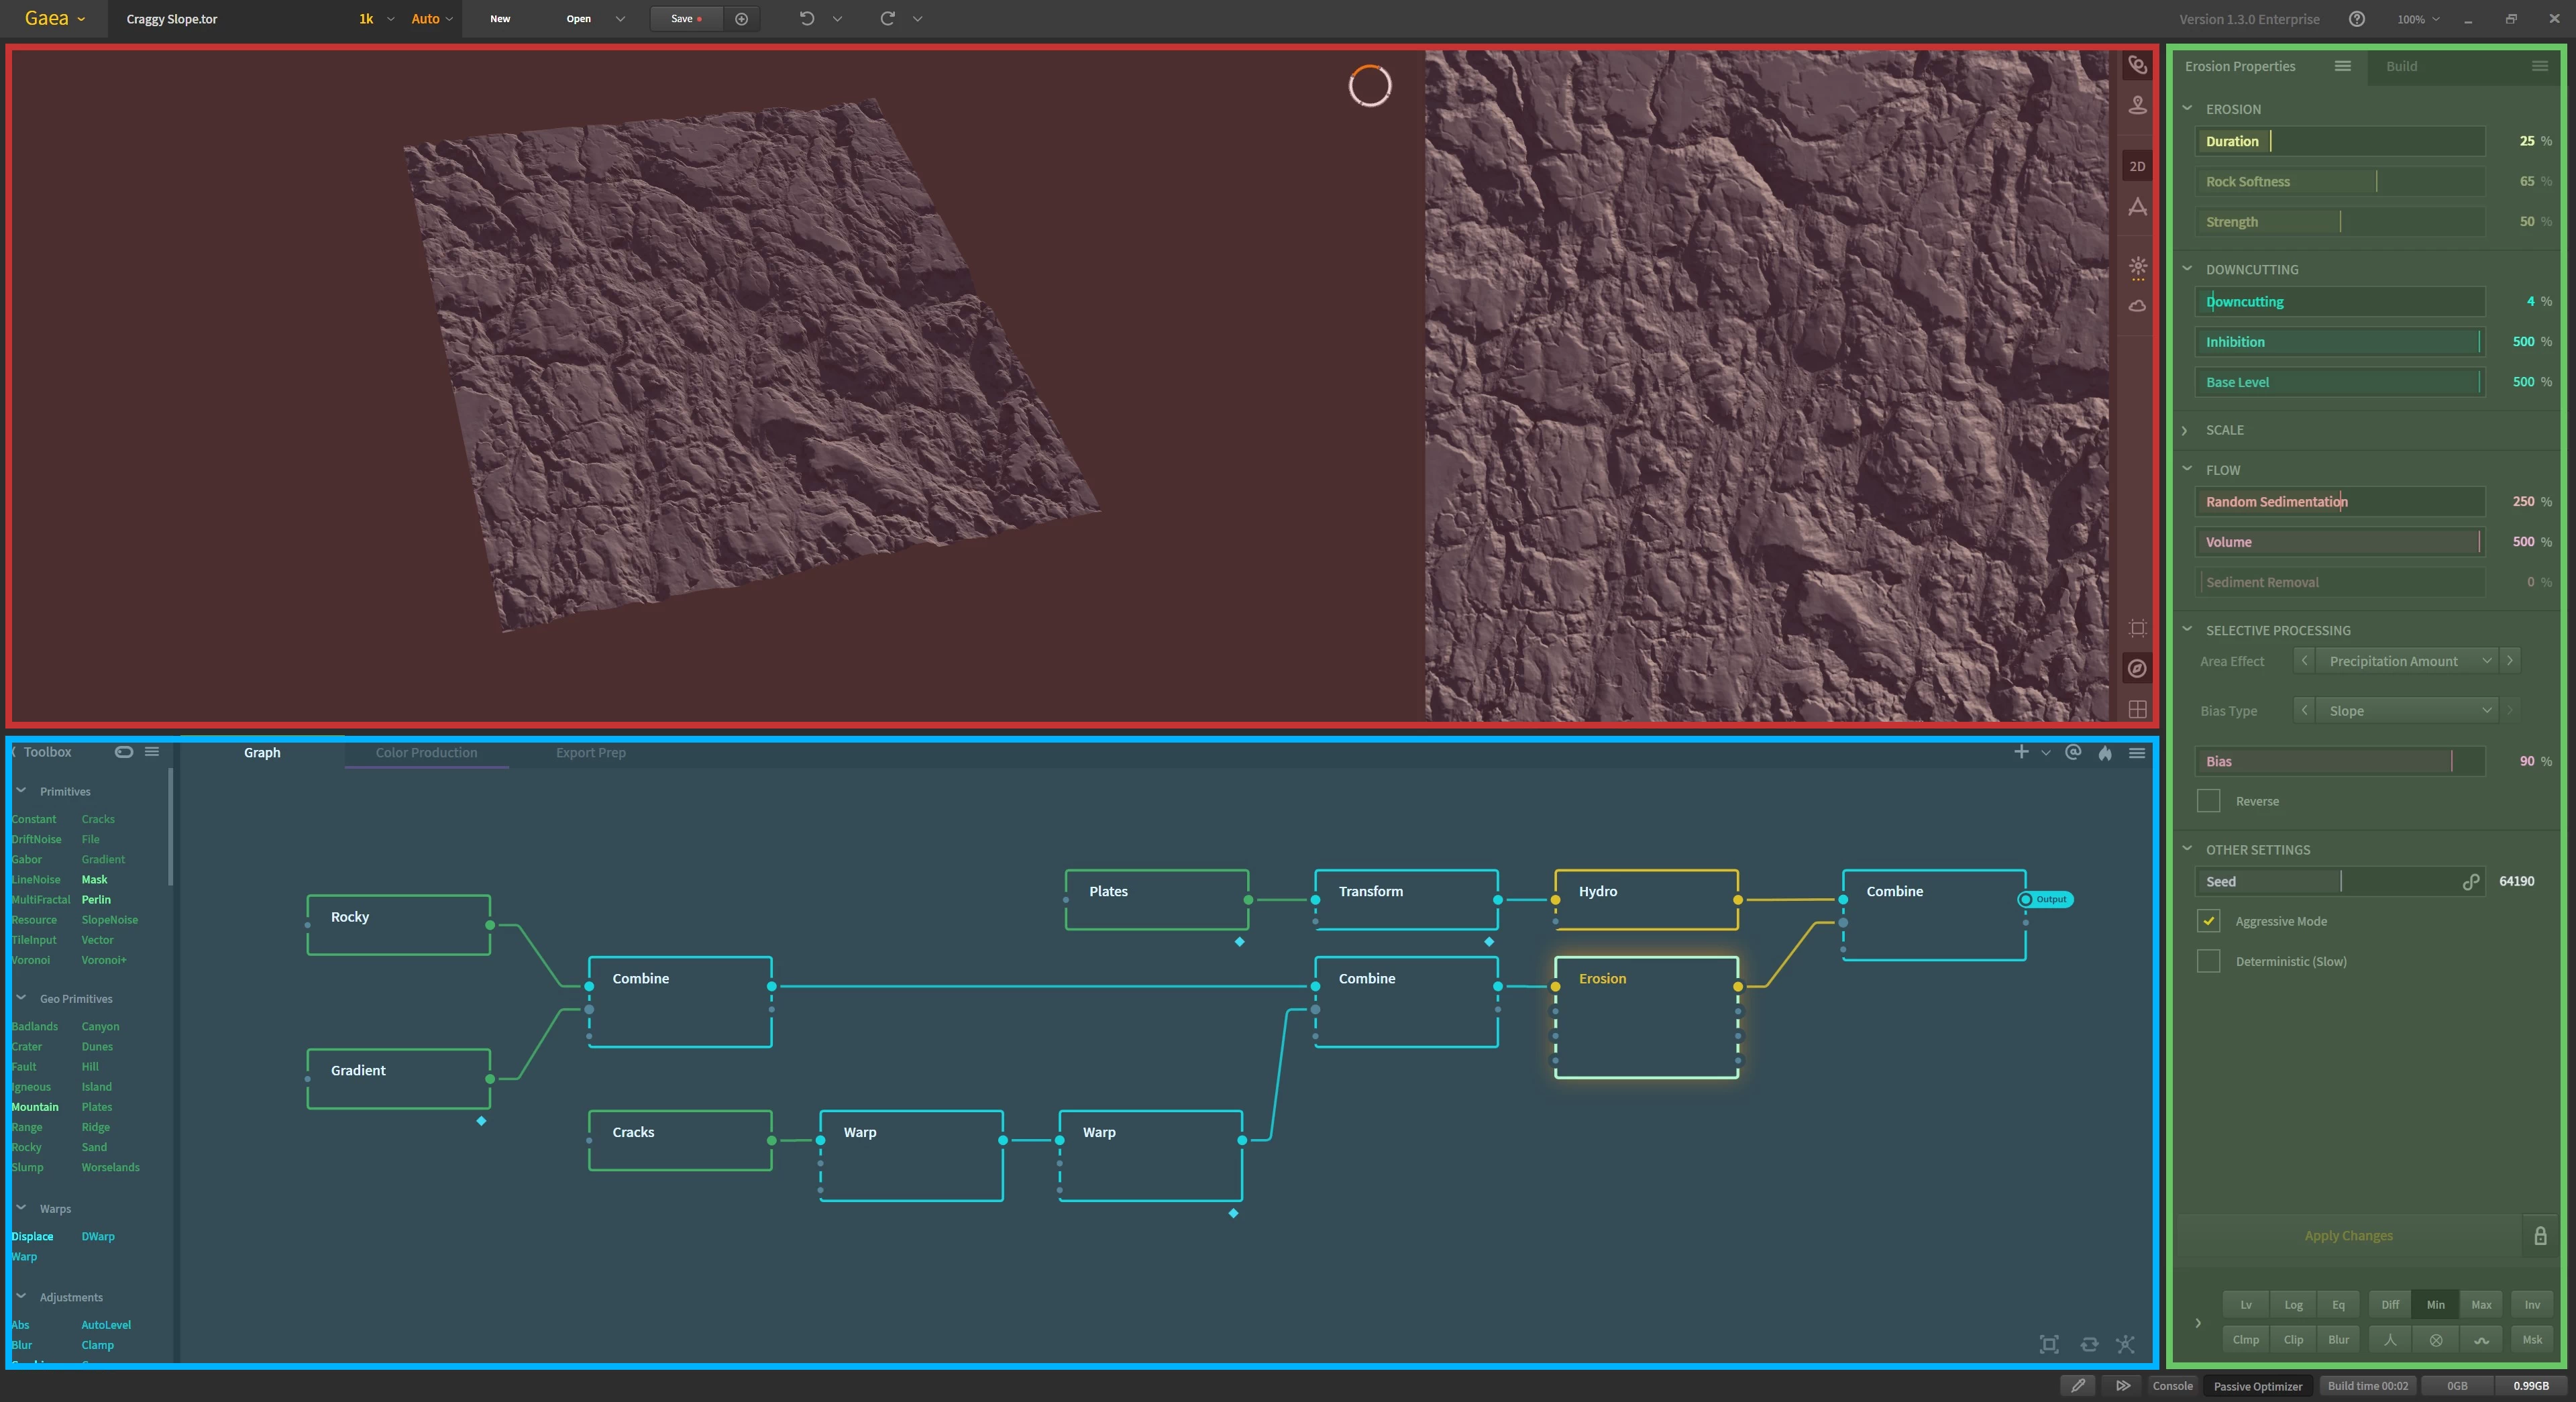 Gaea
Craggy Slope.tor
1k
Auto
New
Open
Save
Version 1.3.0 Enterprise
100%
2D
Erosion Properties
Build
EROSION
Duration 25 %
Rock Softness 65 %
Strength 50 %
DOWNCUTTING
Downcutting 4 %
Inhibition 500 %
Base Level 500 %
SCALE
FLOW
Random Sedimentation 250 %
Volume 500 %
Sediment Removal 0 %
SELECTIVE PROCESSING
Area Effect Precipitation Amount
Bias Type Slope
Bias 90 %
Reverse
OTHER SETTINGS
Seed 64190
Aggressive Mode
Deterministic (Slow)
Apply Changes
Lv Log Eq Diff Min Max Inv
Clmp Clip Blur Msk
Toolbox
Primitives
Constant Cracks
DriftNoise File
Gabor Gradient
LineNoise Mask
MultiFractal Perlin
Resource SlopeNoise
TileInput Vector
Voronoi Voronoi+
Geo Primitives
Badlands Canyon
Crater Dunes
Fault Hill
Igneous Island
Mountain Plates
Range Ridge
Rocky Sand
Slump Worselands
Warps
Displace DWarp
Warp
Adjustments
Abs AutoLevel
Blur Clamp
Graph
Color Production
Export Prep
Plates
Transform
Hydro
Combine
Output
Rocky
Combine
Combine
Erosion
Gradient
Cracks
Warp
Warp
Console
Passive Optimizer
Build time 00:02
0GB
0.99GB